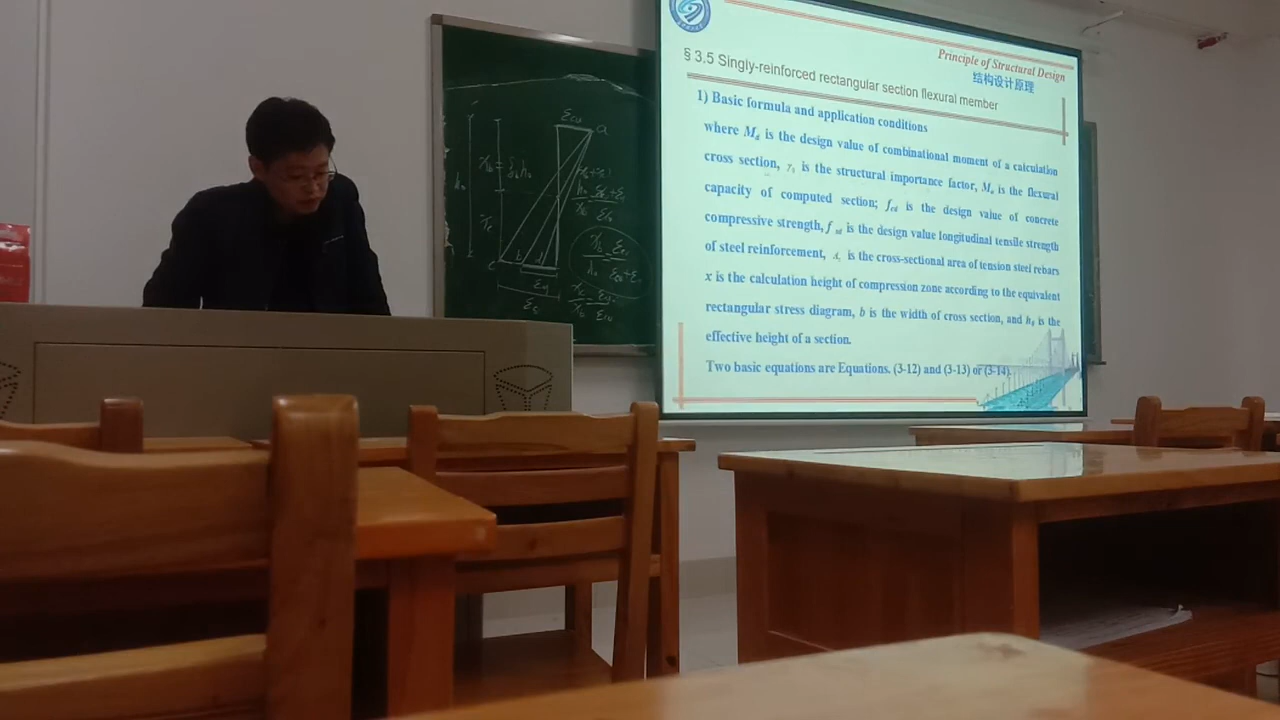 Principle of Structural Design
结构设计原理
§ 3.5 Singly-reinforced rectangular section flexural member
1) Basic formula and application conditions
where Md is the design value of combinational moment of a calculation
cross section, γ0 is the structural importance factor, Mu is the flexural
capacity of computed section; fcd is the design value of concrete
compressive strength, fsd is the design value longitudinal tensile strength
of steel reinforcement, As is the cross-sectional area of tension steel rebars
x is the calculation height of compression zone according to the equivalent
rectangular stress diagram, b is the width of cross section, and h0 is the
effective height of a section.
Two basic equations are Equations. (3-12) and (3-13) or (3-14).
εcu
a